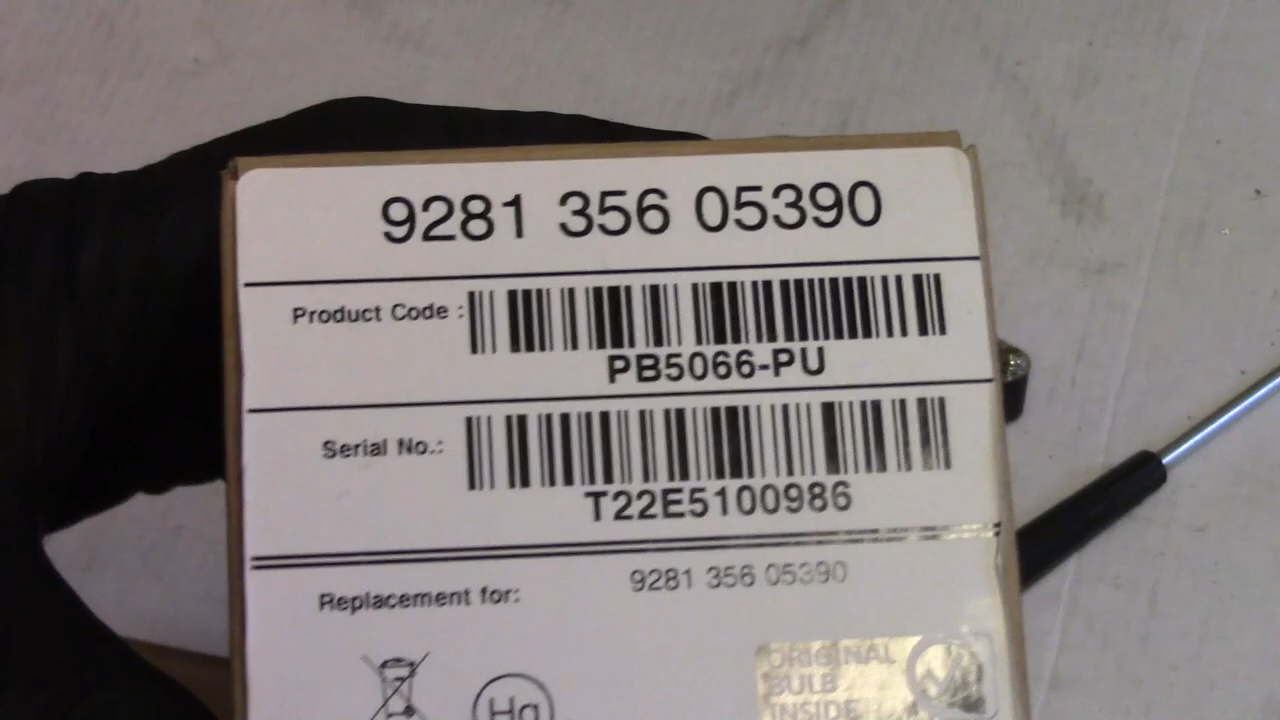 9281 356 05390
Product Code :
PB5066-PU
Serial No.:
T22E5100986
Replacement for: 9281 356 05390
Hg
ORIGINAL
BULB
INSIDE